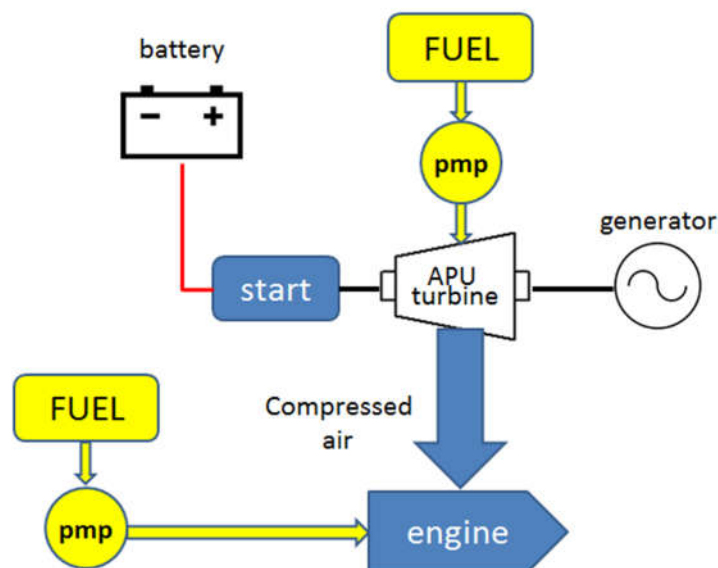 battery
FUEL
− +
pmp
generator
start
APU
turbine
FUEL
Compressed
air
pmp
engine